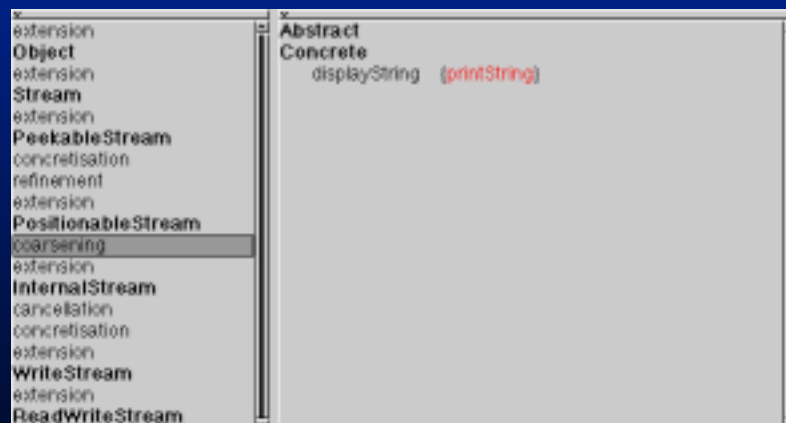 extension
Object
extension
Stream
extension
PeekableStream
concretisation
refinement
extension
PositionableStream
coarsening
extension
InternalStream
cancellation
concretisation
extension
WriteStream
extension
ReadWriteStream
Abstract
Concrete
displayString {printString}